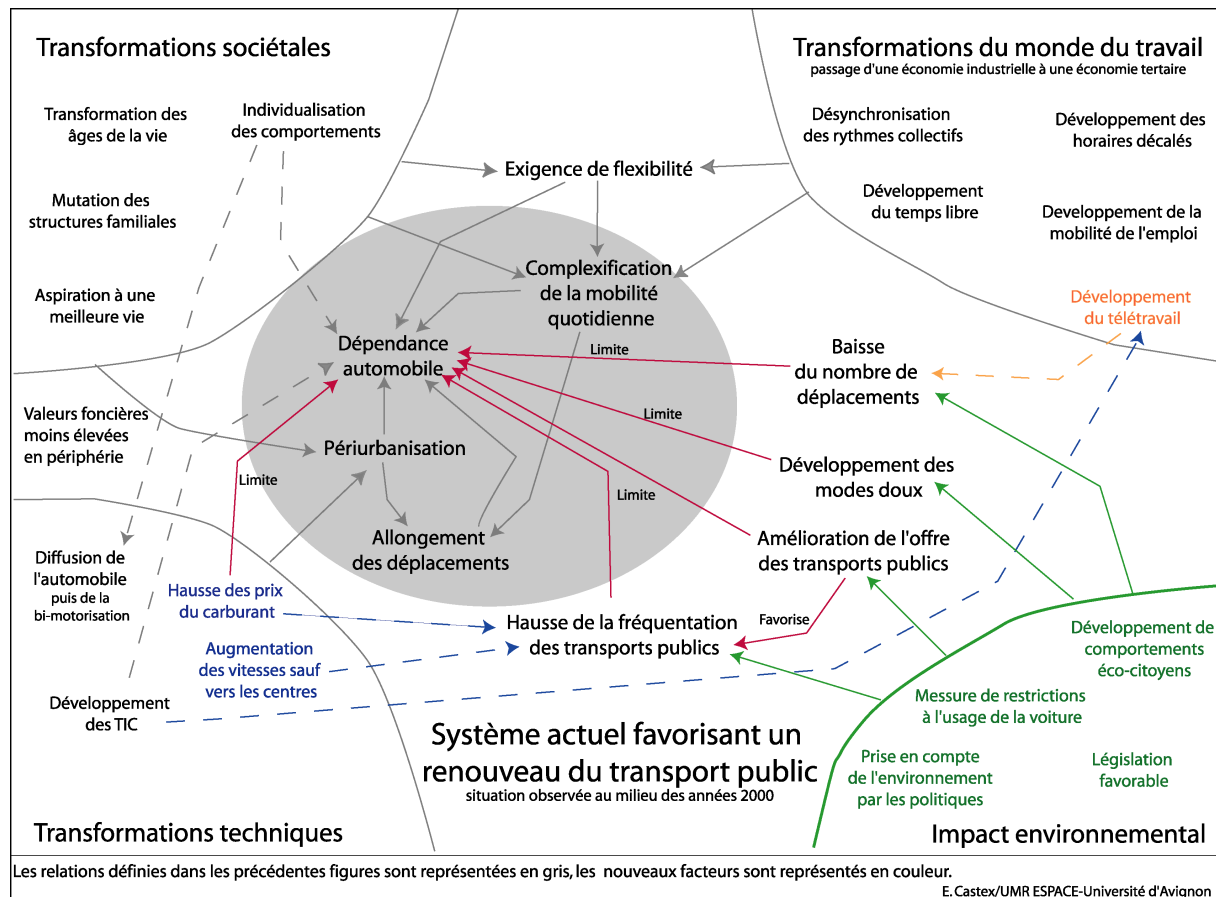 Transformations sociétales
Transformation des
âges de la vie
Individualisation
des comportements
Mutation des
structures familiales
Aspiration à une
meilleure vie
Transformations du monde du travail
passage d'une économie industrielle à une économie tertaire
Désynchronisation
des rythmes collectifs
Développement des
horaires décalés
Développement
du temps libre
Developpement de la
mobilité de l'emploi
Développement
du télétravail
Exigence de flexibilité
Complexification
de la mobilité
quotidienne
Dépendance
automobile
Limite
Baisse
du nombre de
déplacements
Valeurs foncières
moins élevées
en périphérie
Périurbanisation
Limite
Limite
Limite
Développement des
modes doux
Allongement
des déplacements
Amélioration de l'offre
des transports publics
Diffusion de
l'automobile
puis de la
bi-motorisation
Hausse des prix
du carburant
Hausse de la fréquentation
des transports publics
Favorise
Augmentation
des vitesses sauf
vers les centres
Développement
des TIC
Développement de
comportements
éco-citoyens
Mesure de restrictions
à l'usage de la voiture
Prise en compte
de l'environnement
par les politiques
Législation
favorable
Système actuel favorisant un
renouveau du transport public
situation observée au milieu des années 2000
Transformations techniques
Impact environnemental
Les relations définies dans les précédentes figures sont représentées en gris, les nouveaux facteurs sont représentés en couleur.
E. Castex/UMR ESPACE-Université d'Avignon